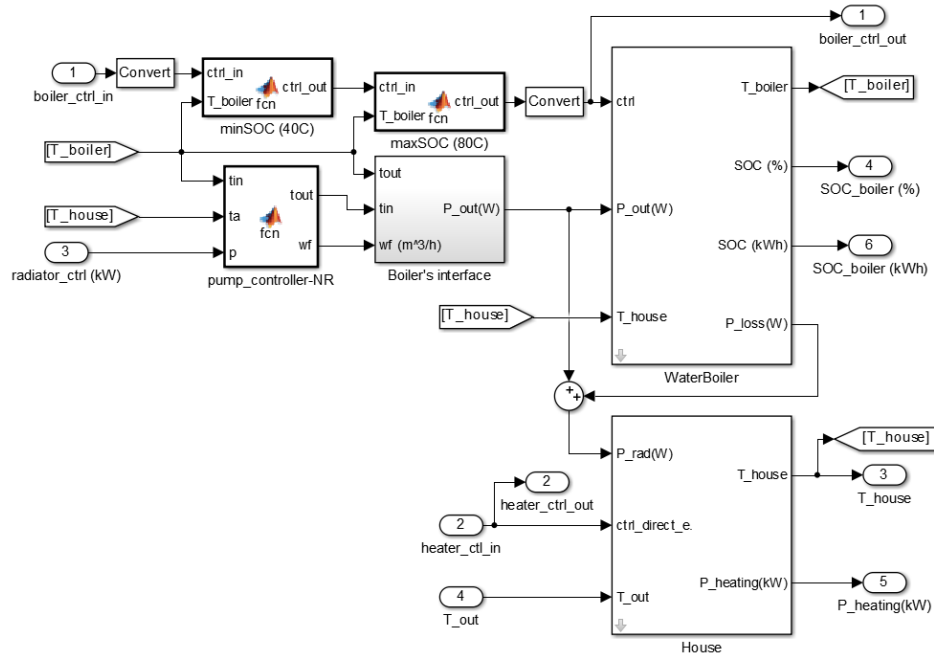 1
boiler_ctrl_in
Convert
ctrl_in
T_boiler
fcn
ctrl_out
minSOC (40C)
ctrl_in
T_boiler
fcn
ctrl_out
maxSOC (80C)
Convert
1
boiler_ctrl_out
[T_boiler]
[T_house]
3
radiator_ctrl (kW)
tin
ta
p
fcn
tout
wf
pump_controller-NR
tout
tin
wf (m^3/h)
P_out(W)
Boiler's interface
[T_house]
ctrl
P_out(W)
T_house
T_boiler
SOC (%)
SOC (kWh)
P_loss(W)
WaterBoiler
[T_boiler]
4
SOC_boiler (%)
6
SOC_boiler (kWh)
+
+
2
heater_ctrl_out
2
heater_ctl_in
4
T_out
P_rad(W)
ctrl_direct_e.
T_out
T_house
P_heating(kW)
House
[T_house]
3
T_house
5
P_heating(kW)